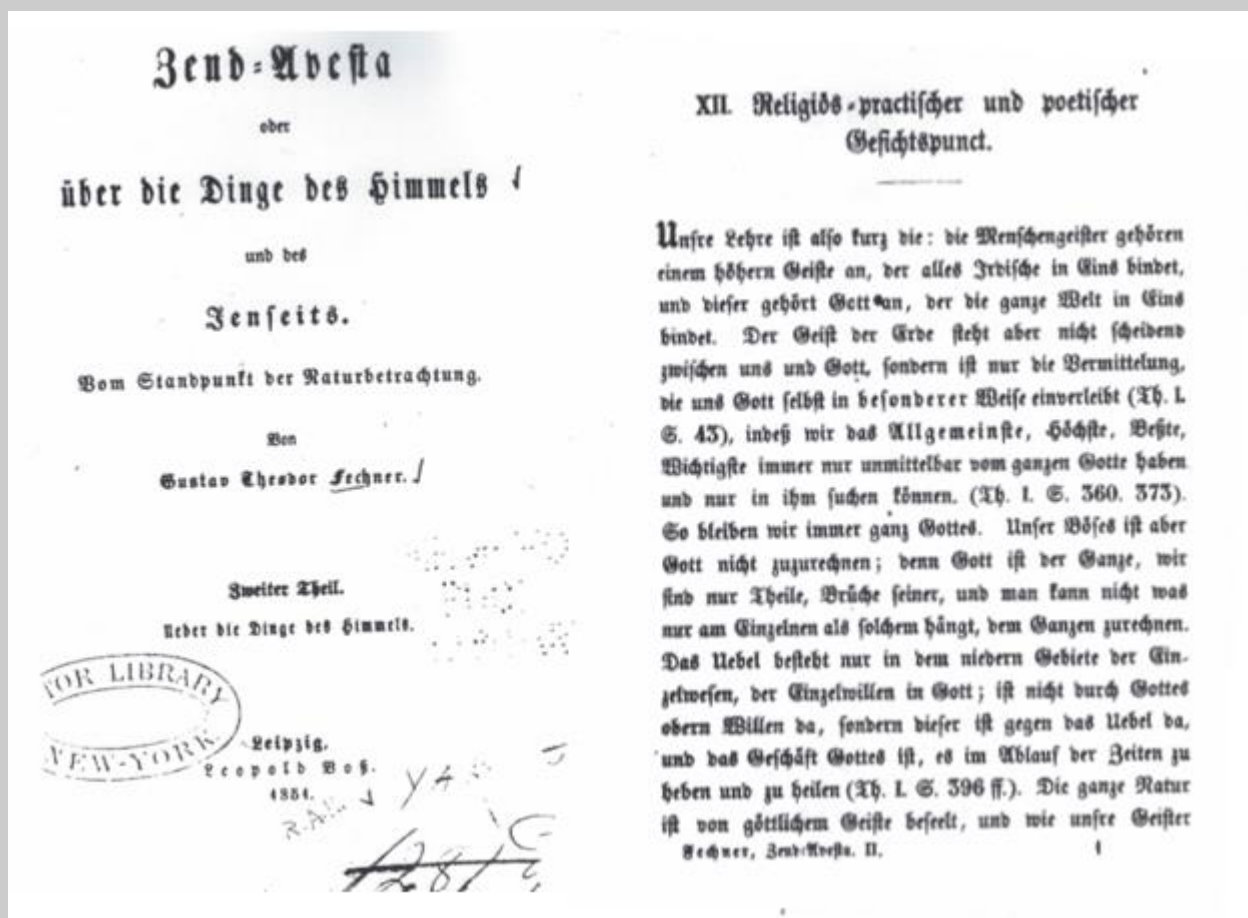 Zend-Avesta
oder
über die Dinge des Himmels
und des
Jenseits.
Vom Standpunkt der Naturbetrachtung.
Von
Gustav Theodor Fechner.
Zweiter Theil.
Ueber die Dinge des Himmels.
TOR LIBRARY
NEW-YORK
Leipzig,
Leopold Voß.
1851.
XII. Religiös-practischer und poetischer
Gesichtspunct.
Unsre Lehre ist also kurz die: die Menschengeister gehören
einem höhern Geiste an, der alles Irdische in Eins bindet,
und dieser gehört Gott an, der die ganze Welt in Eins
bindet. Der Geist der Erde steht aber nicht scheidend
zwischen uns und Gott, sondern ist nur die Vermittelung,
die uns Gott selbst in besonderer Weise einverleibt (Th. I.
S. 43), indeß wir das Allgemeinste, Höchste, Beßte,
Wichtigste immer nur unmittelbar vom ganzen Gotte haben
und nur in ihm suchen können. (Th. I. S. 360. 373).
So bleiben wir immer ganz Gottes. Unser Böses ist aber
Gott nicht zuzurechnen; denn Gott ist der Ganze, wir
sind nur Theile, Brüche seiner, und man kann nicht was
nur am Einzelnen als solchem hängt, dem Ganzen zurechnen.
Das Uebel besteht nur in dem niedern Gebiete der Ein-
zelwesen, der Einzelwillen in Gott; ist nicht durch Gottes
obern Willen da, sondern dieser ist gegen das Uebel da,
und das Geschäft Gottes ist, es im Ablauf der Zeiten zu
heben und zu heilen (Th. I. S. 396 ff.). Die ganze Natur
ist von göttlichem Geiste beseelt, und wie unsre Geister
Fechner, Zend-Avesta. II. 1